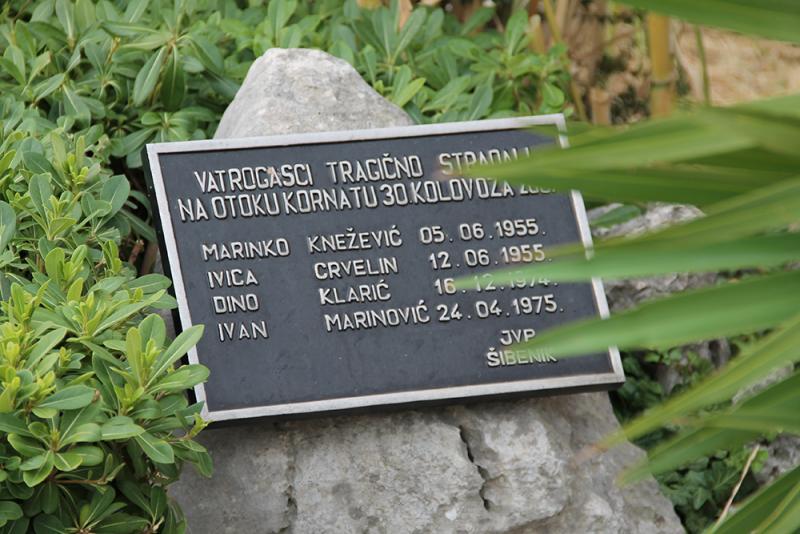 VATROGASCI TRAGIČNO STRADALI
NA OTOKU KORNATU 30.KOLOVOZA
MARINKO KNEŽEVIĆ 05.06.1955.
IVICA CRVELIN 12.06.1955.
DINO KLARIĆ 16.12.1974.
IVAN MARINOVIĆ 24.04.1975.
JVP
ŠIBENIK